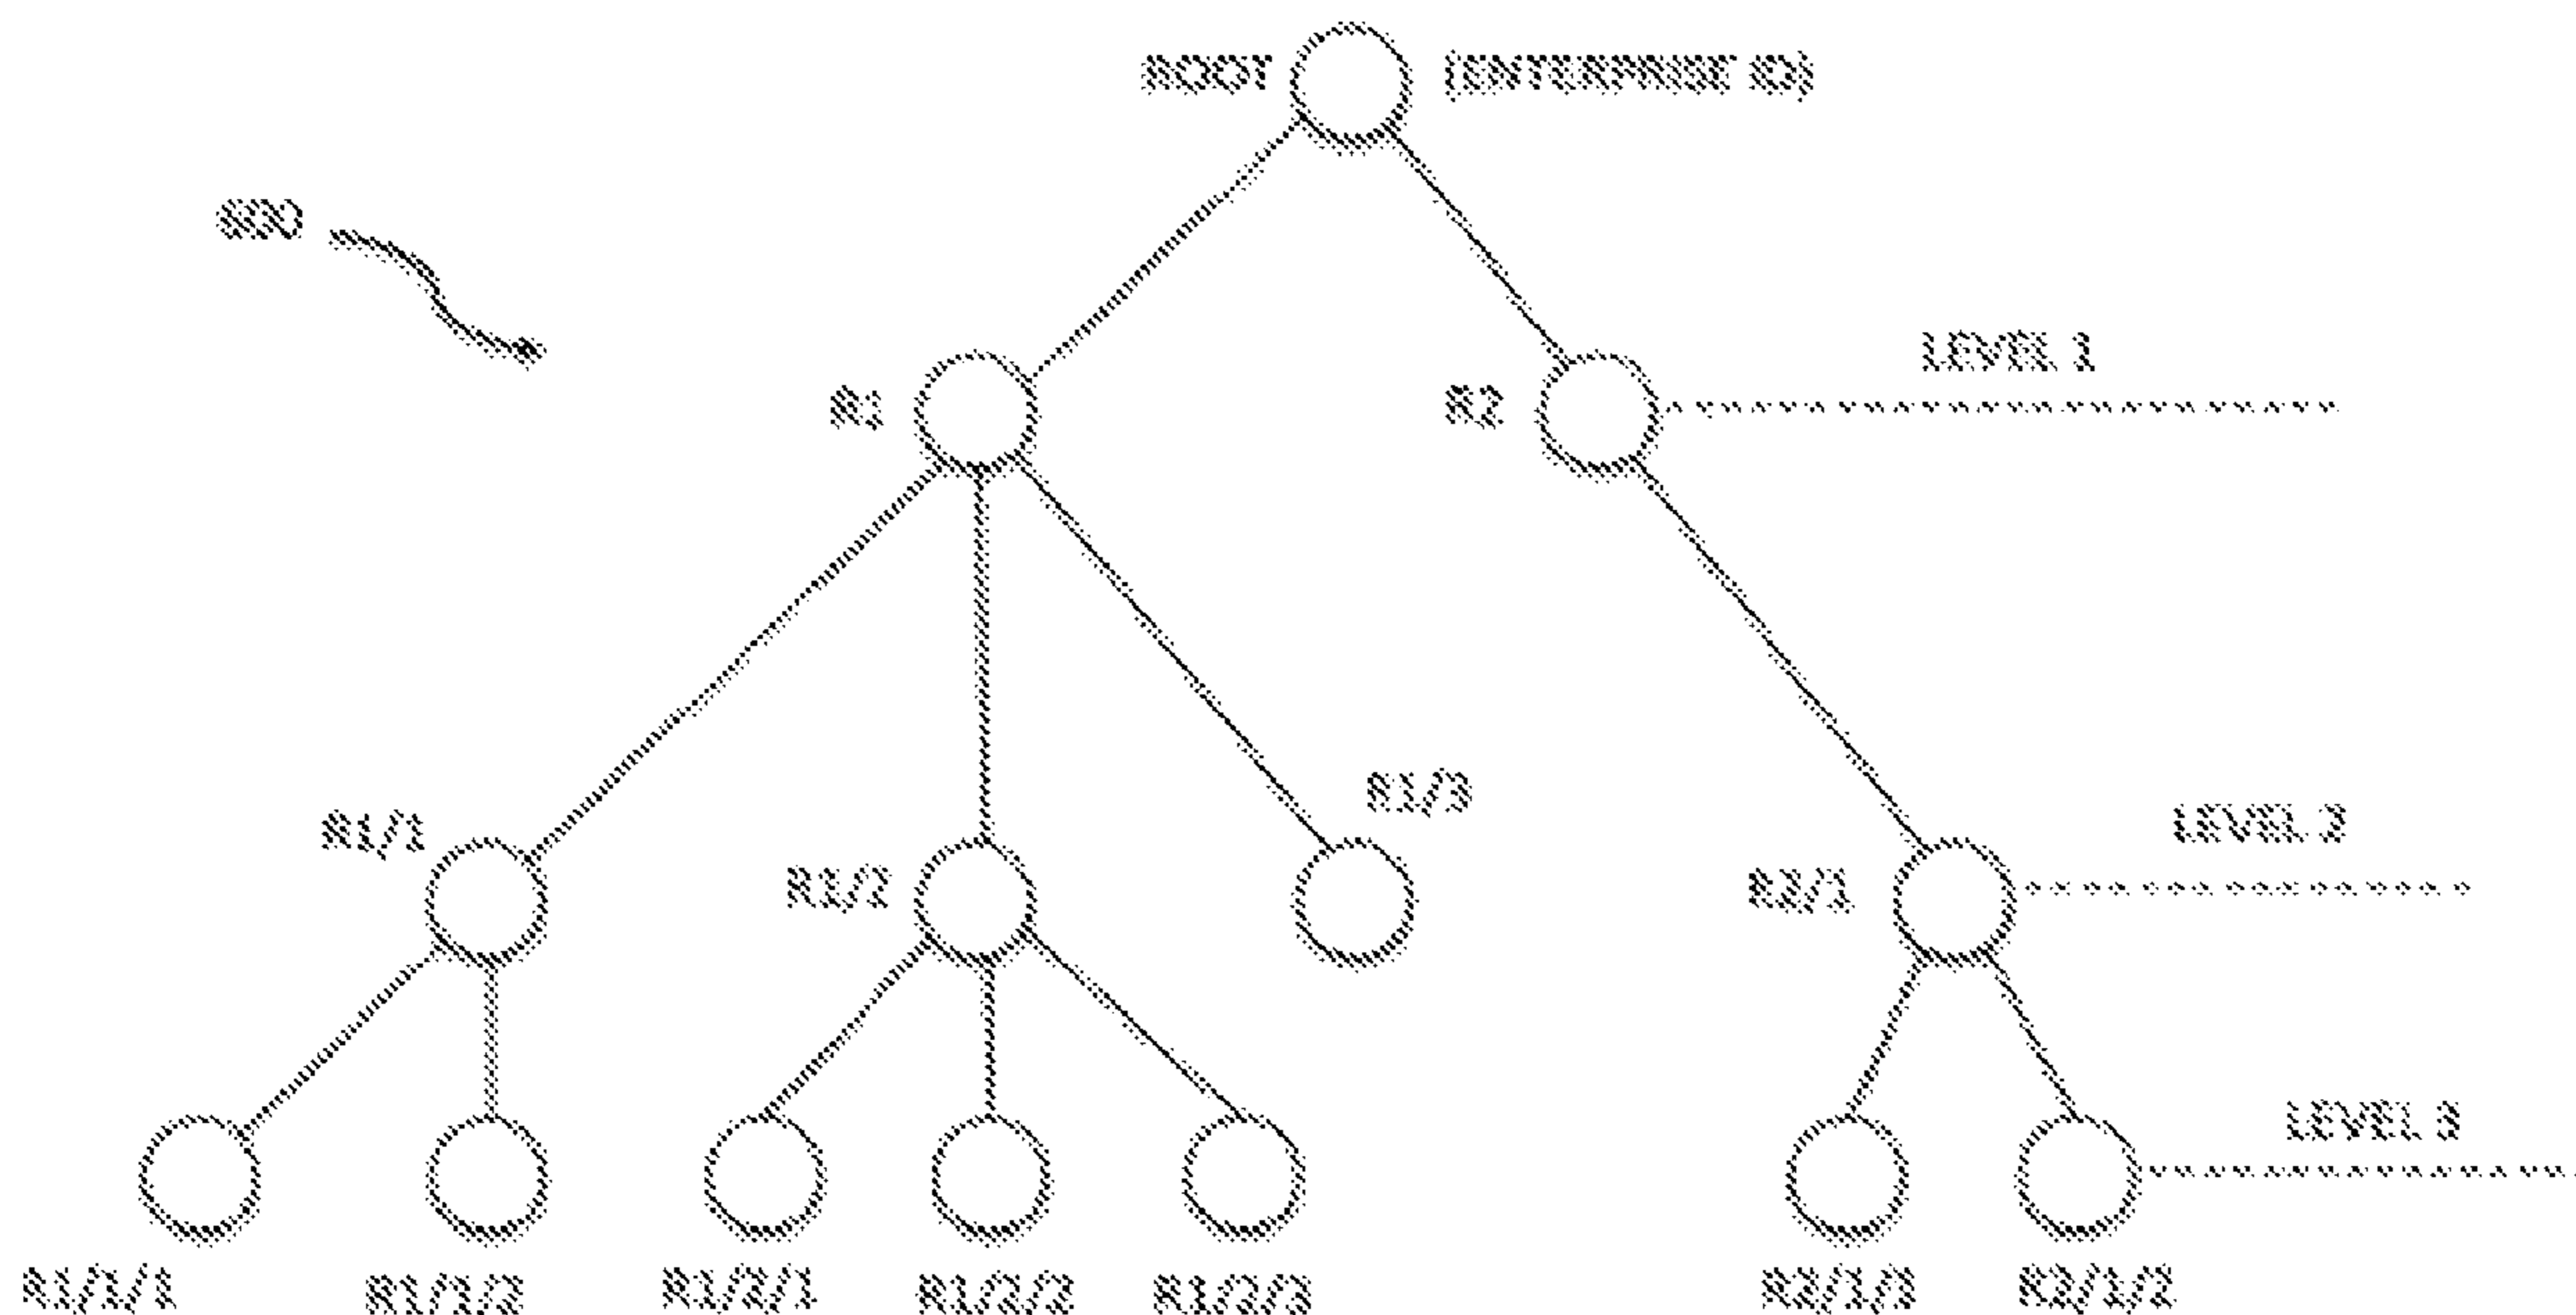 ROOT (ENTERPRISE ID)
600
LEVEL 1
R1 R2
R1/3
LEVEL 2
R1/1
R1/2 R2/1
LEVEL 3
R1/1/1 R1/1/2 R1/2/1 R1/2/2 R1/2/3 R2/1/3 R2/1/2